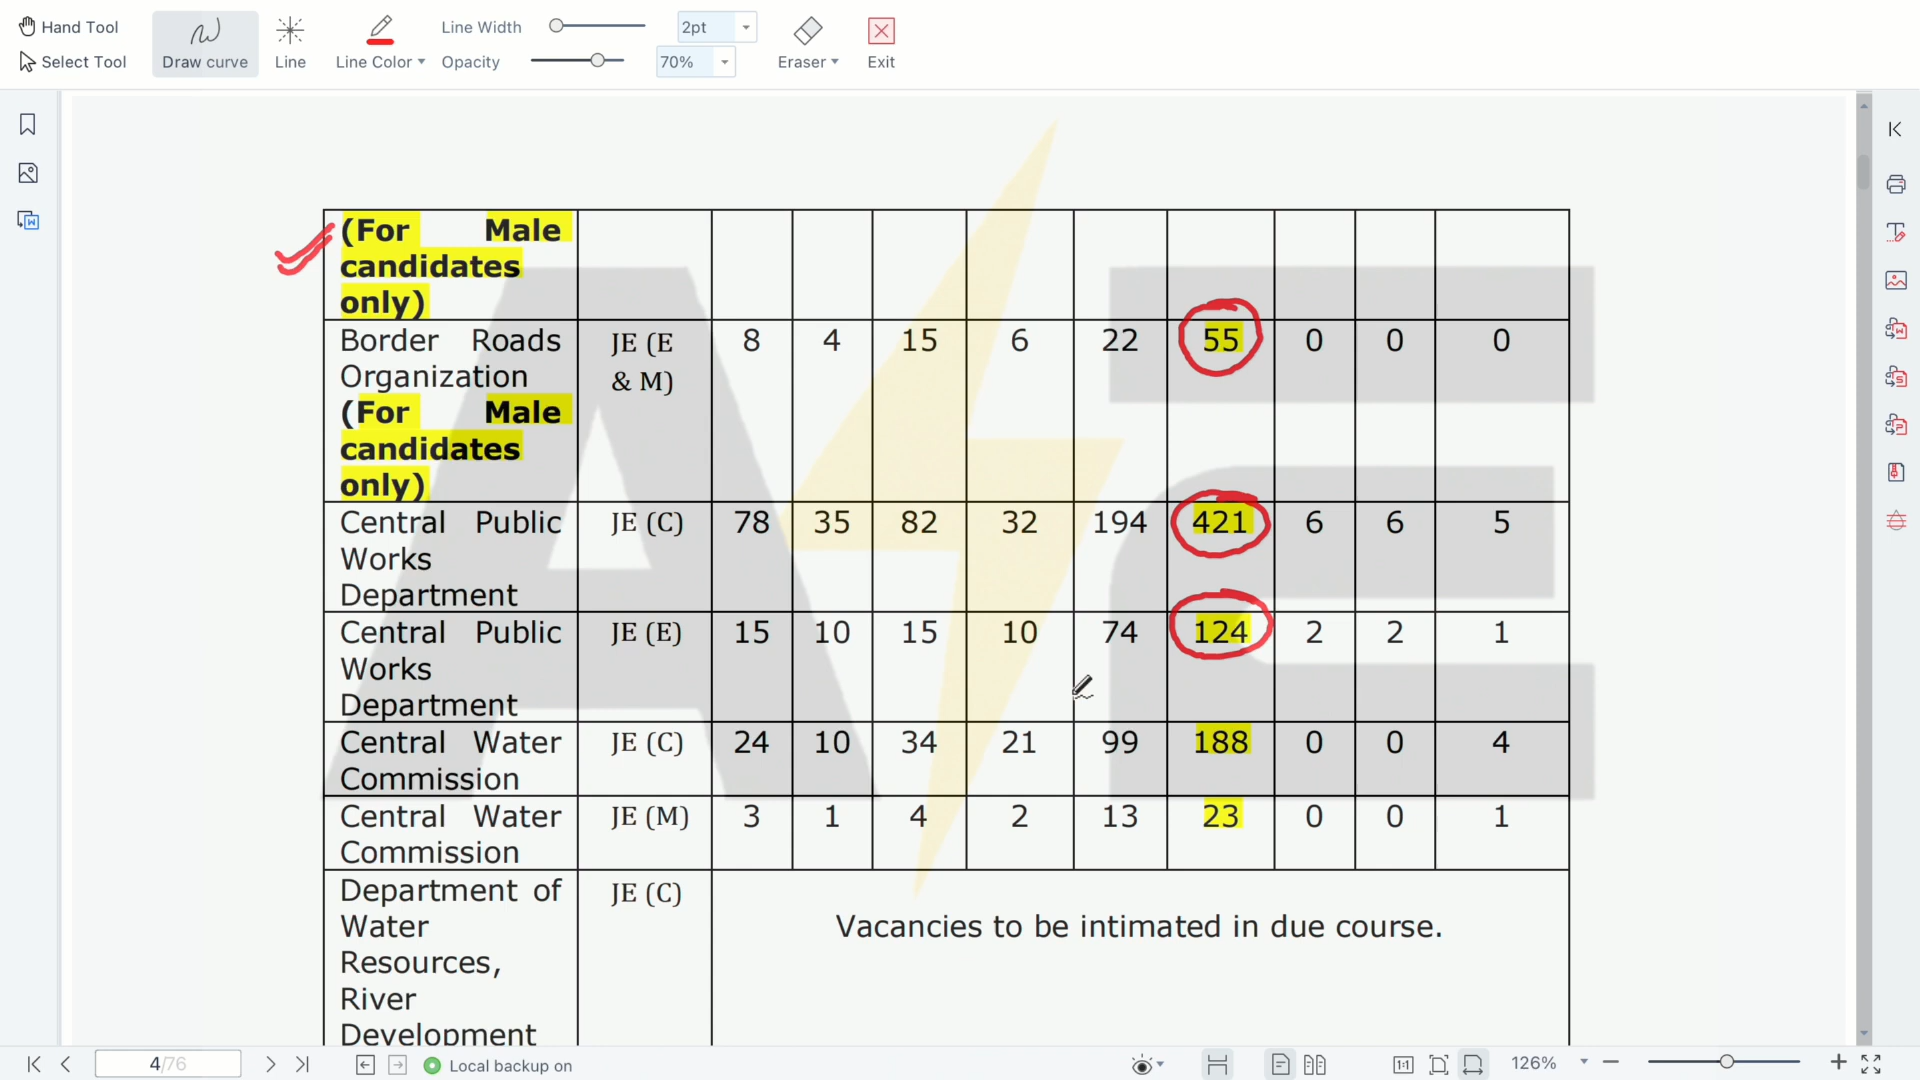 Hand Tool
Select Tool
Draw curve
Line
Line Color
Line Width
2pt
Opacity
70%
Eraser
Exit
(For Male
candidates
only)
Border Roads
Organization
(For Male
candidates
only)
JE (E
& M)
8 4 15 6 22 55 0 0 0
Central Public
Works
Department
JE (C) 78 35 82 32 194 421 6 6 5
Central Public
Works
Department
JE (E) 15 10 15 10 74 124 2 2 1
Central Water
Commission
JE (C) 24 10 34 21 99 188 0 0 4
Central Water
Commission
JE (M) 3 1 4 2 13 23 0 0 1
Department of
Water
Resources,
River
Development
JE (C)
Vacancies to be intimated in due course.
4/76
Local backup on
1:1
126%